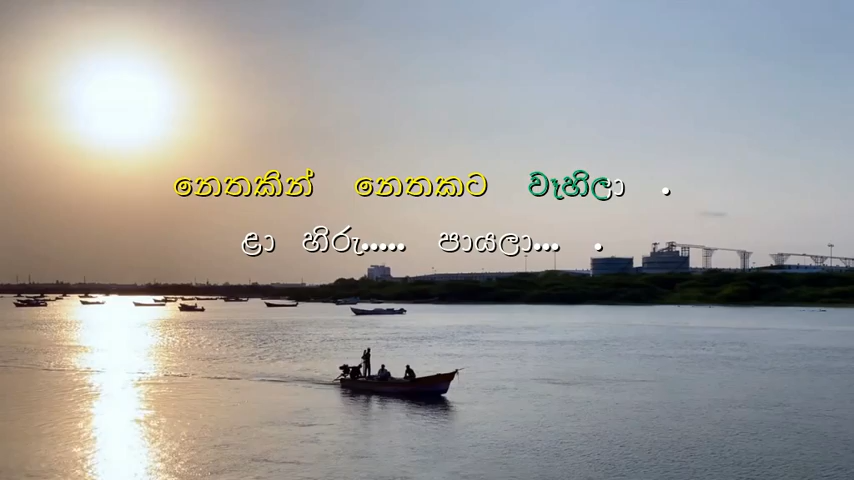 නෙතකින් නෙතකට වෑහිලා .
ළා හිරු..... පායලා... .